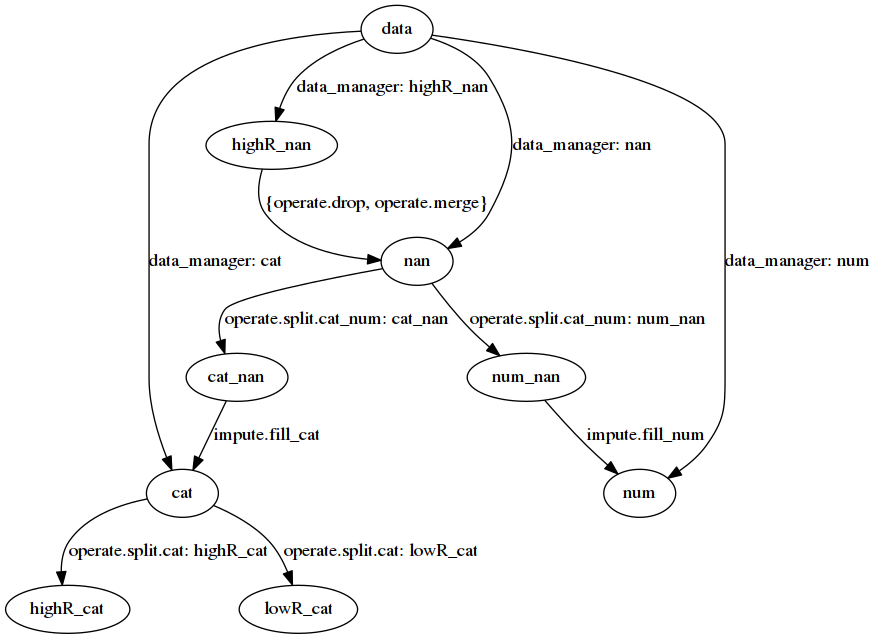 data
data_manager: highR_nan
highR_nan
data_manager: nan
{operate.drop, operate.merge}
data_manager: cat
nan
data_manager: num
operate.split.cat_num: cat_nan
operate.split.cat_num: num_nan
cat_nan
num_nan
impute.fill_cat
impute.fill_num
cat
num
operate.split.cat: highR_cat
operate.split.cat: lowR_cat
highR_cat
lowR_cat